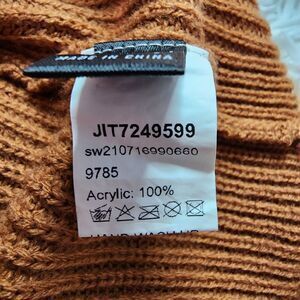 MADE IN CHINA
JIT7249599
sw210716990660
9785
Acrylic: 100%